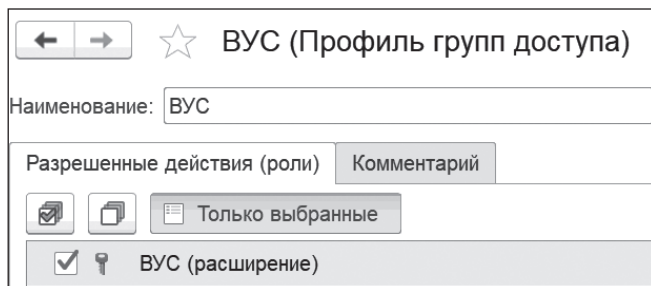 ВУС (Профиль групп доступа)
Наименование: ВУС
Разрешенные действия (роли) Комментарий
Только выбранные
ВУС (расширение)